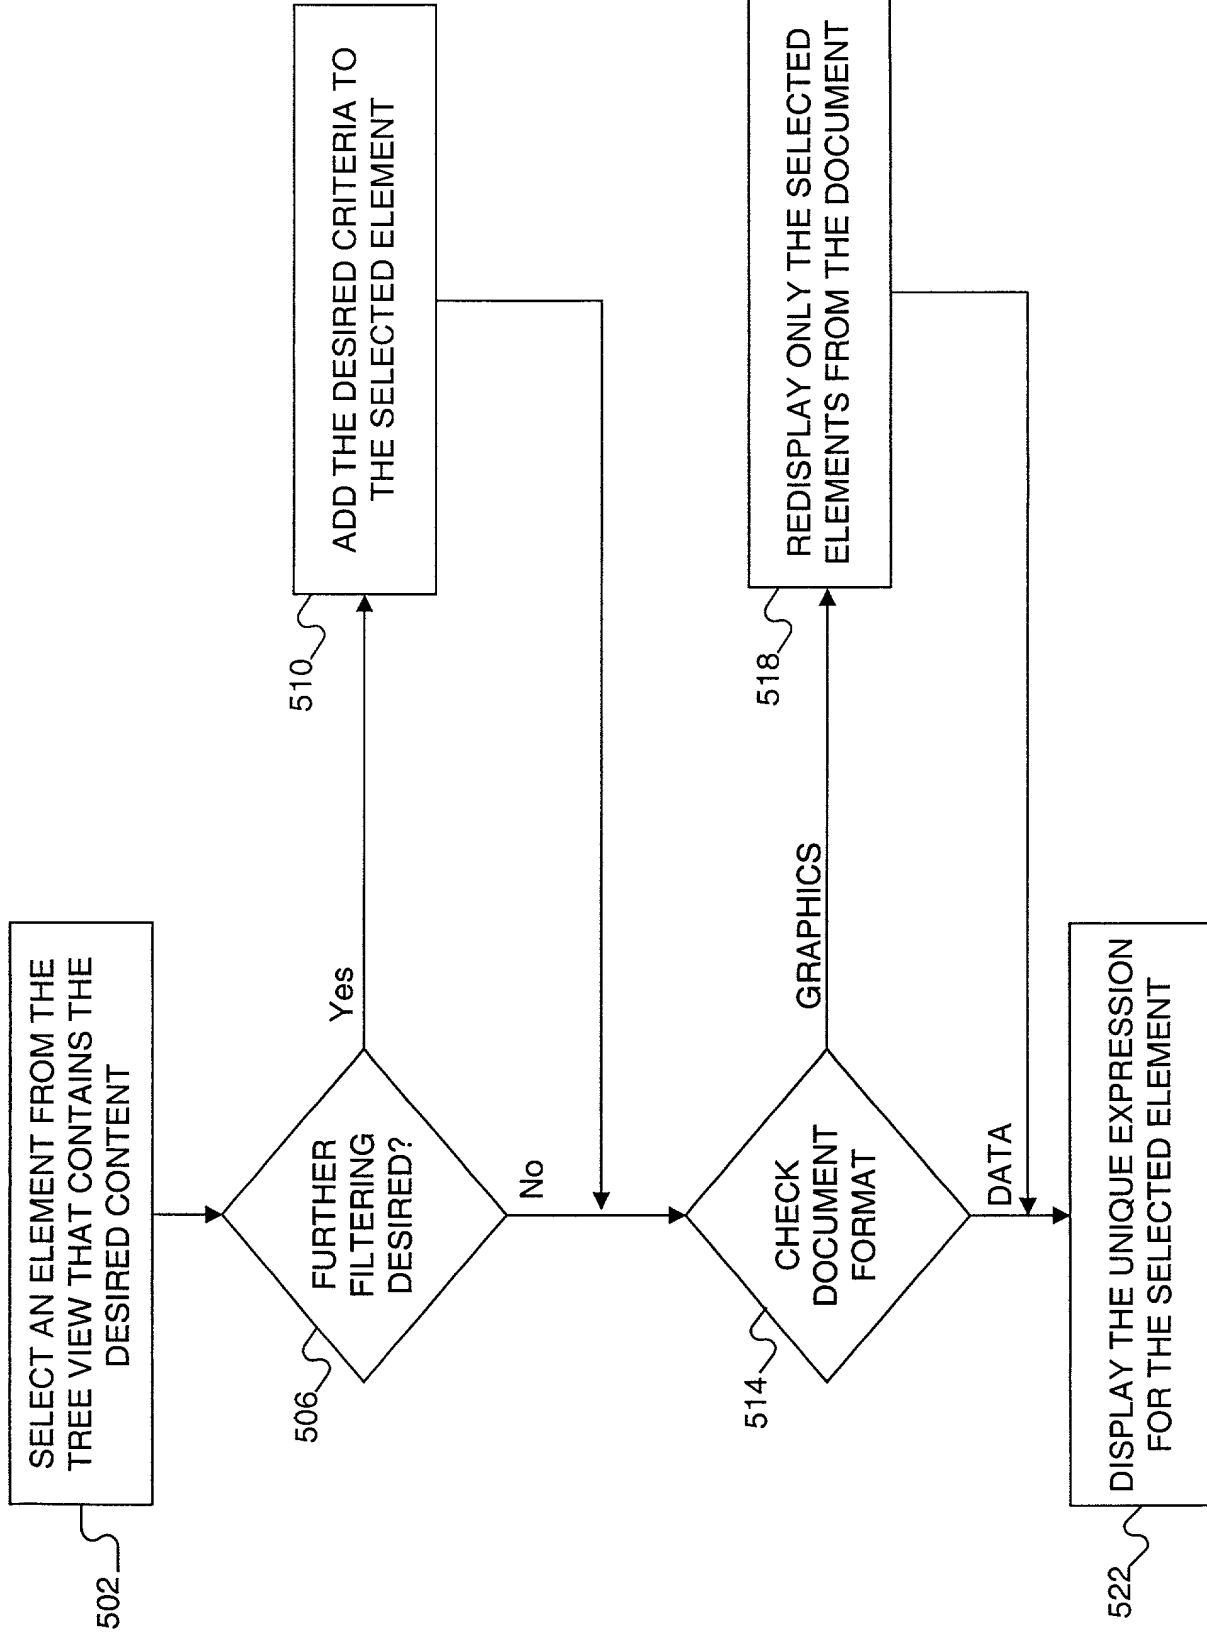 SELECT AN ELEMENT FROM THE
TREE VIEW THAT CONTAINS THE
DESIRED CONTENT
502
FURTHER
FILTERING
DESIRED?
506
Yes
No
ADD THE DESIRED CRITERIA TO
THE SELECTED ELEMENT
510
CHECK
DOCUMENT
FORMAT
514
GRAPHICS
DATA
REDISPLAY ONLY THE SELECTED
ELEMENTS FROM THE DOCUMENT
518
DISPLAY THE UNIQUE EXPRESSION
FOR THE SELECTED ELEMENT
522